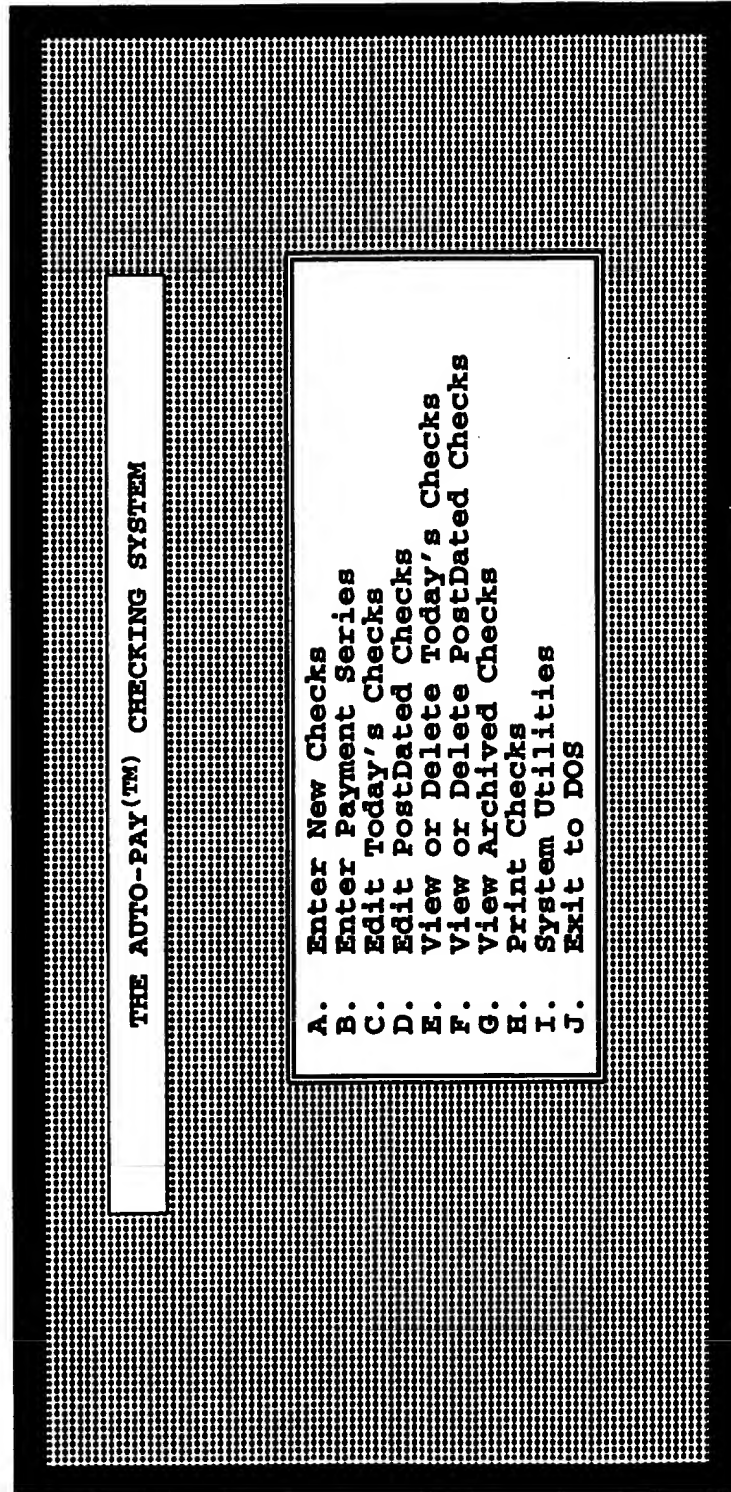 THE AUTO-PAY(TM) CHECKING SYSTEM
A. Enter New Checks
B. Enter Payment Series
C. Edit Today's Checks
D. Edit PostDated Checks
E. View or Delete Today's Checks
F. View or Delete PostDated Checks
G. View Archived Checks
H. Print Checks
I. System Utilities
J. Exit to DOS